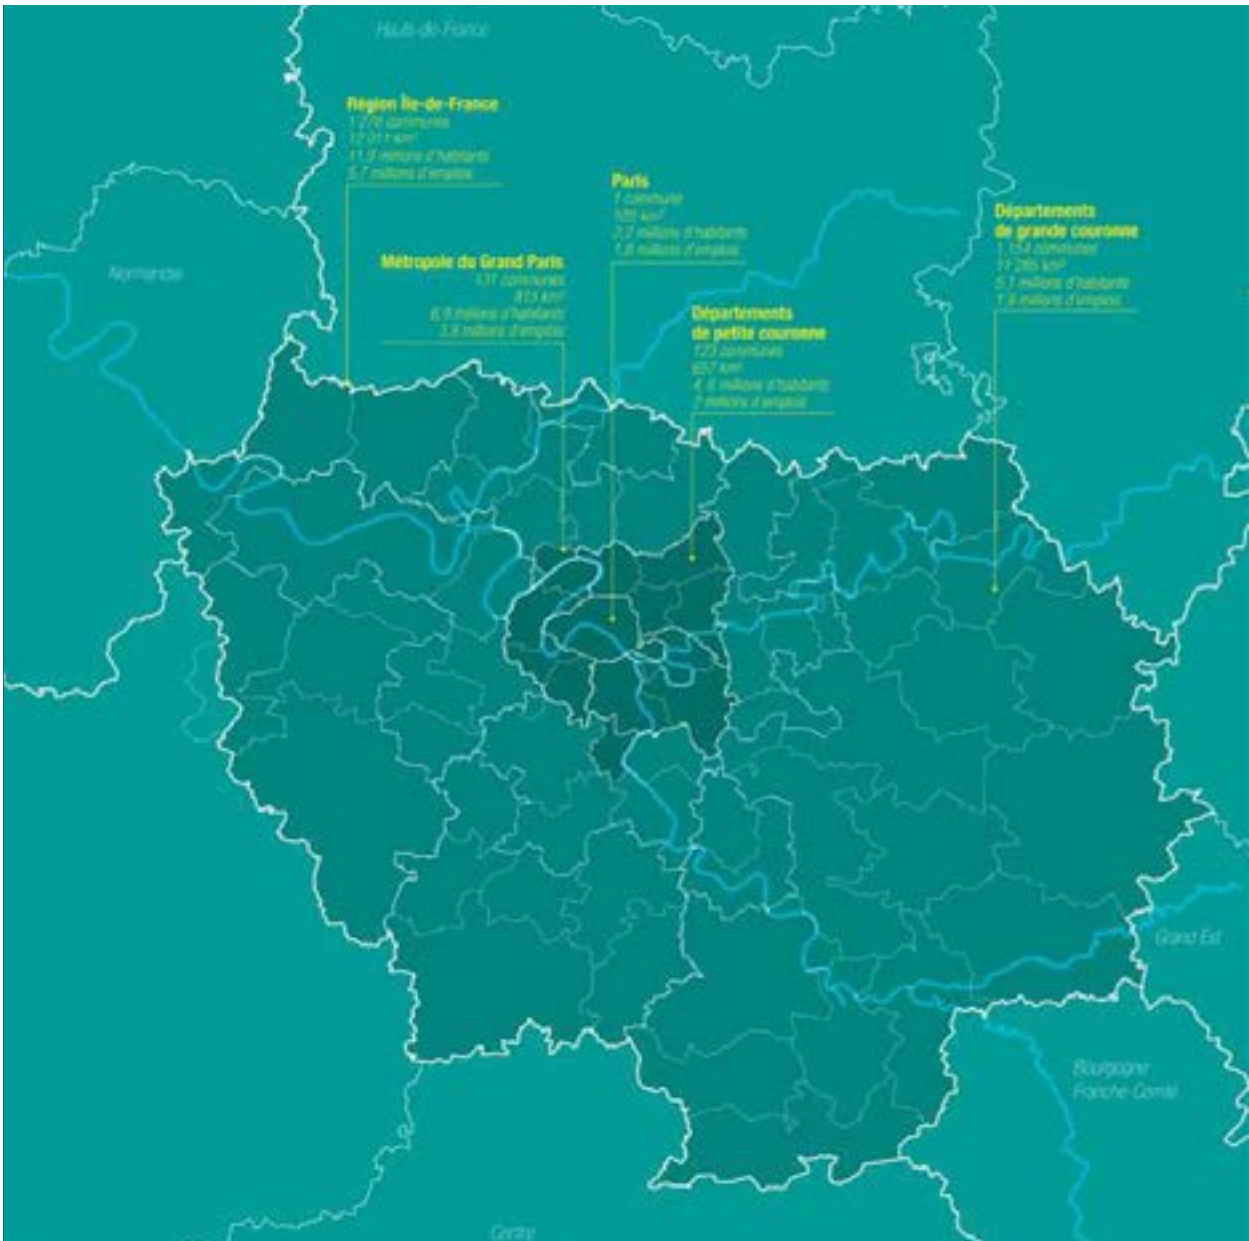 Hauts-de-France
Région Île-de-France
1 276 communes
12 011 km²
11,9 millions d'habitants
5,7 millions d'emplois
Paris
1 commune
105 km²
2,2 millions d'habitants
1,8 millions d'emplois
Départements
de grande couronne
1 154 communes
11 285 km²
5,1 millions d'habitants
1,9 millions d'emplois
Normandie
Métropole du Grand Paris
131 communes
815 km²
6,9 millions d'habitants
3,8 millions d'emplois
Départements
de petite couronne
123 communes
657 km²
4,6 millions d'habitants
2 millions d'emplois
Grand Est
Bourgogne
Franche-Comté
Centre